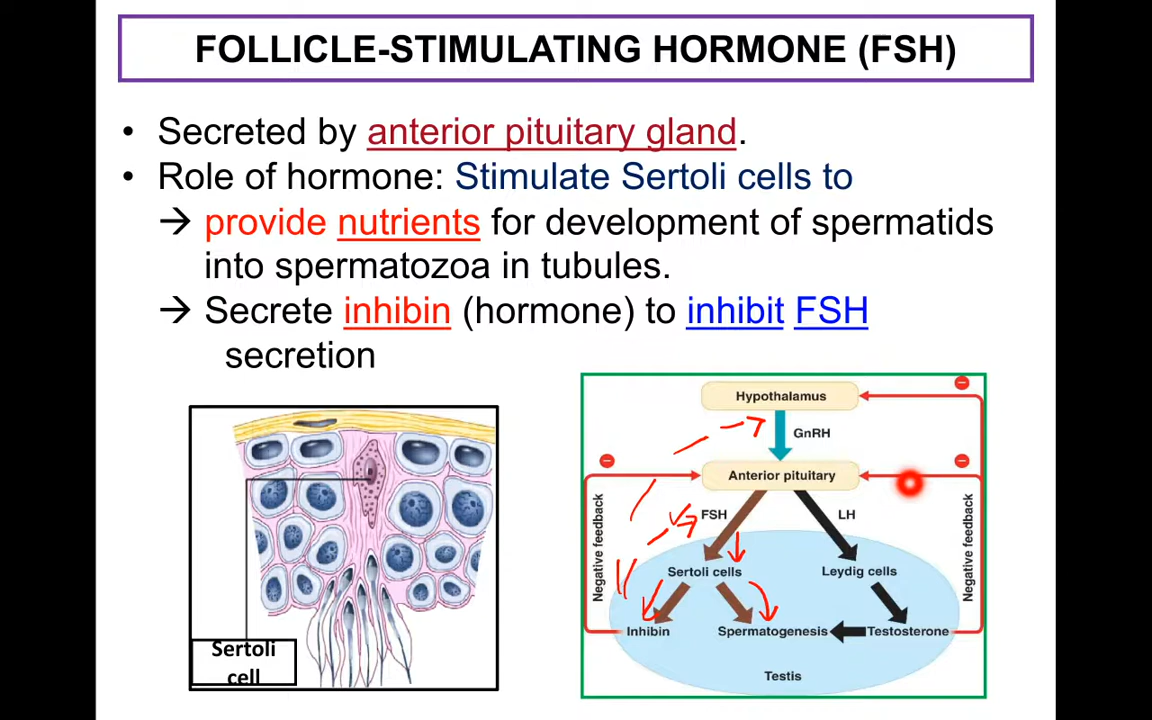 FOLLICLE-STIMULATING HORMONE (FSH)
• Secreted by anterior pituitary gland.
• Role of hormone: Stimulate Sertoli cells to
→ provide nutrients for development of spermatids
into spermatozoa in tubules.
→ Secrete inhibin (hormone) to inhibit FSH
secretion
Sertoli
cell
Hypothalamus
GnRH
Anterior pituitary
FSH
LH
Negative feedback
Negative feedback
Sertoli cells
Leydig cells
Inhibin
Spermatogenesis
Testosterone
Testis